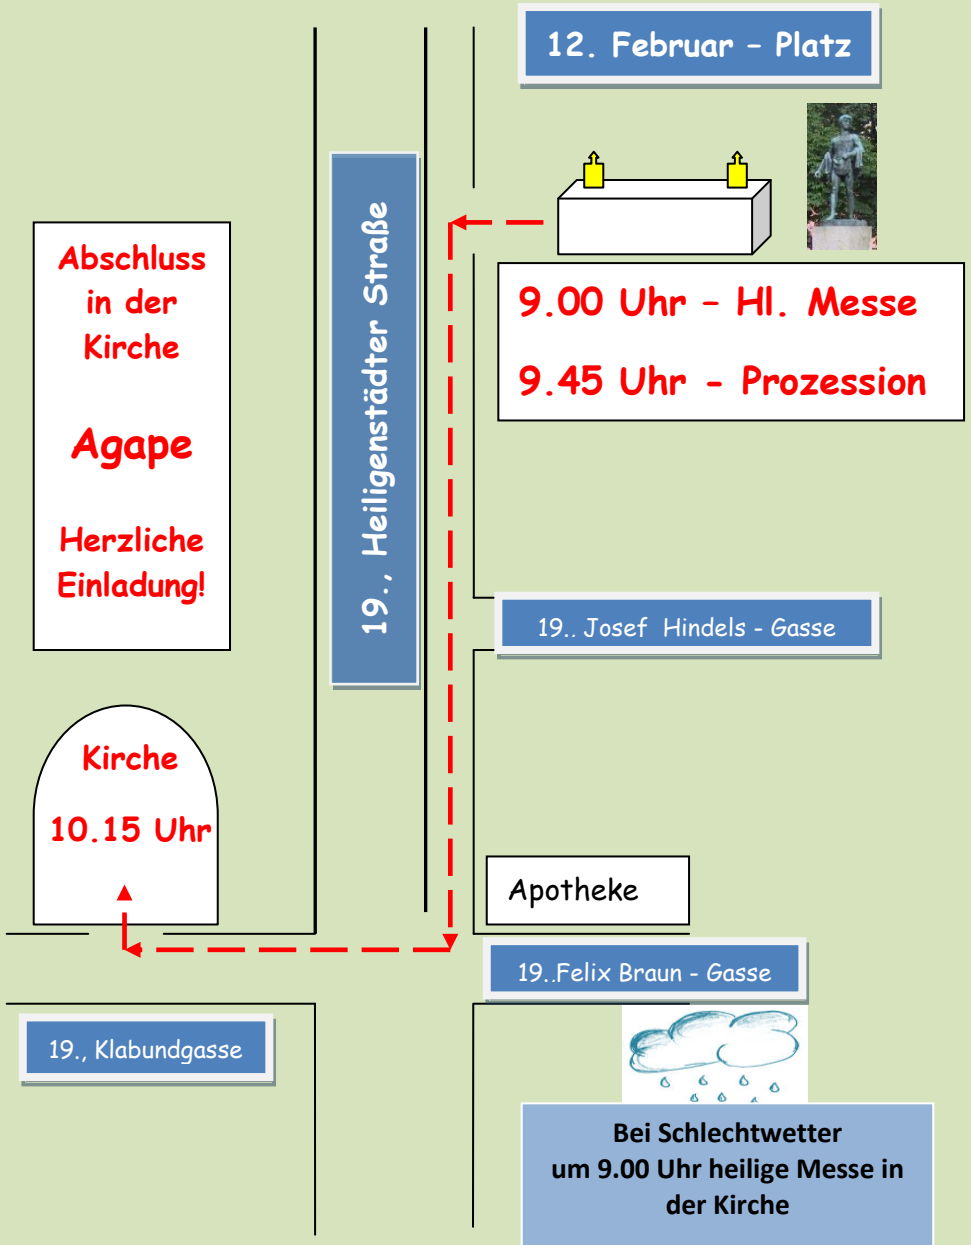 12. Februar – Platz
19., Heiligenstädter Straße
Abschluss
in der
Kirche
Agape
Herzliche
Einladung!
9.00 Uhr – Hl. Messe
9.45 Uhr - Prozession
19.. Josef Hindels - Gasse
Kirche
10.15 Uhr
Apotheke
19..Felix Braun - Gasse
19., Klabundgasse
Bei Schlechtwetter
um 9.00 Uhr heilige Messe in
der Kirche